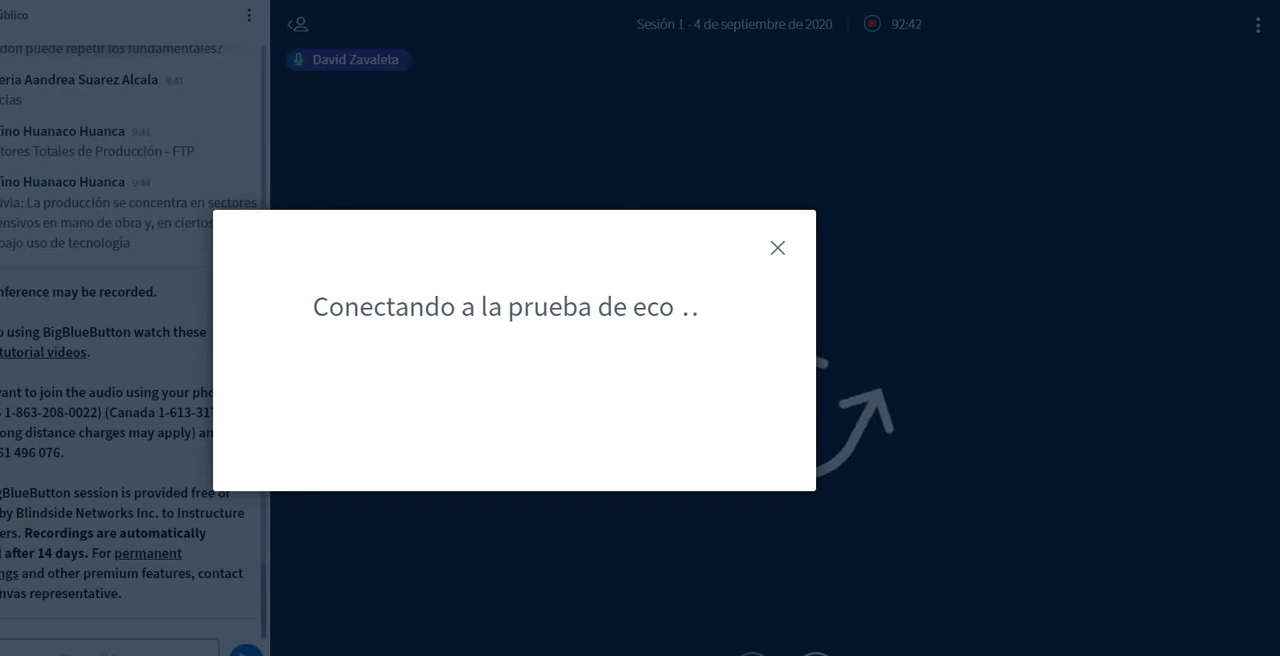 úblico
Sesión 1 - 4 de septiembre de 2020
92:42
David Zavaleta
don puede repetir los fundamentales?
eria Aandrea Suarez Alcala 9:41
cias
ino Huanaco Huanca 9:41
tores Totales de Producción - FTP
ino Huanaco Huanca 9:44
ivia: La producción se concentra en sectores
ensivos en mano de obra y, en ciertos
bajo uso de tecnología
nference may be recorded.
o using BigBlueButton watch these
tutorial videos.
ant to join the audio using your pho
1-863-208-0022) (Canada 1-613-31
ong distance charges may apply) an
61 496 076.
gBlueButton session is provided free of
by Blindside Networks Inc. to Instructure
ers. Recordings are automatically
after 14 days. For permanent
ngs and other premium features, contact
nvas representative.
Conectando a la prueba de eco ..